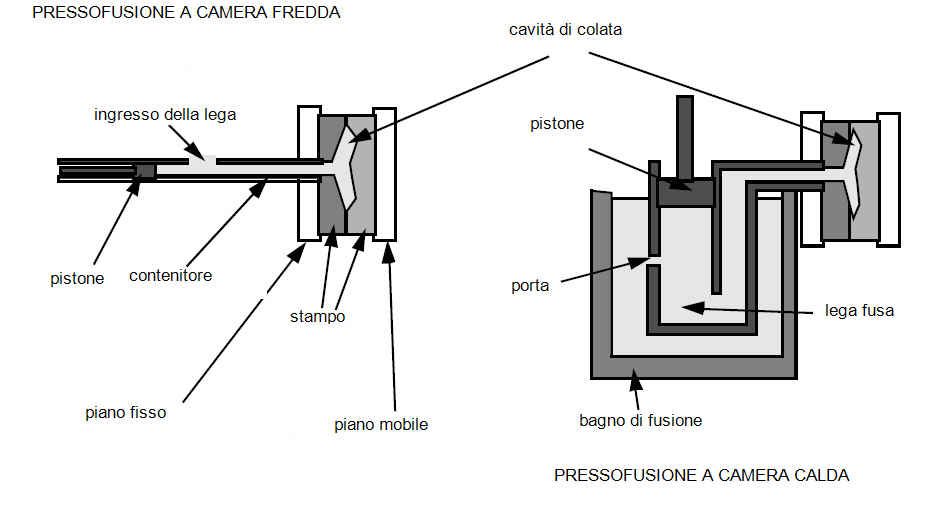 PRESSOFUSIONE A CAMERA FREDDA
cavità di colata
ingresso della lega
pistone
pistone
contenitore
porta
stampo
lega fusa
piano fisso
piano mobile
bagno di fusione
PRESSOFUSIONE A CAMERA CALDA